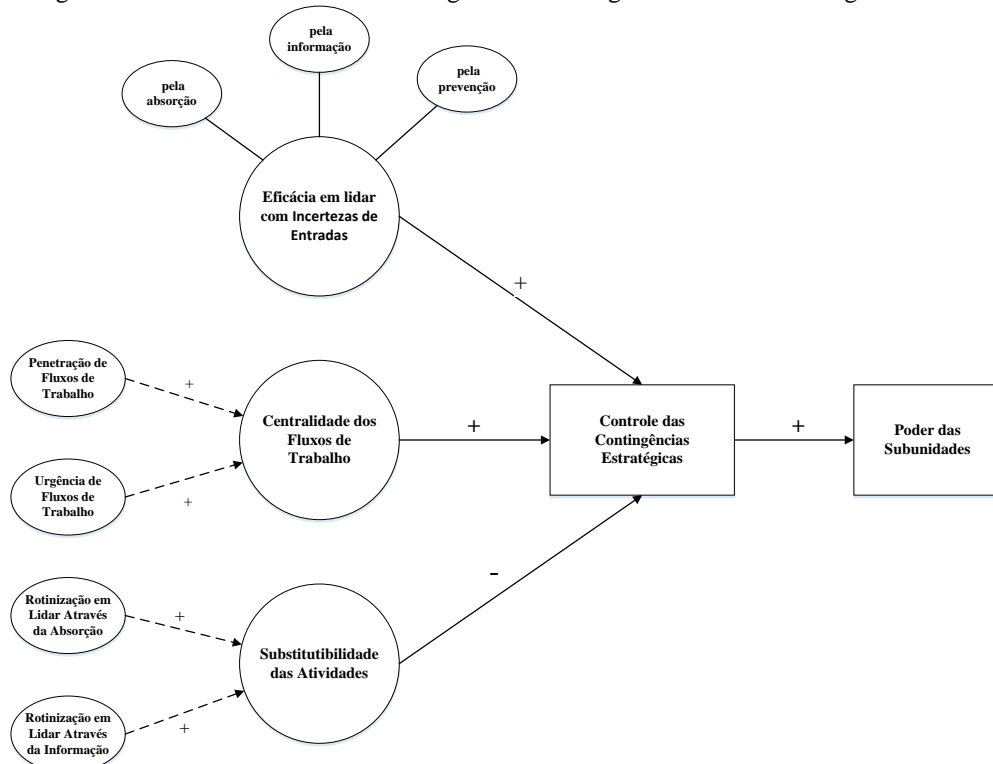 pela
informação
pela
absorção
pela
prevenção
Eficácia em lidar
com Incertezas de
Entradas
+
Penetração de
Fluxos de
Trabalho
+
Centralidade dos
Fluxos de
Trabalho
+
Controle das
Contingências
Estratégicas
+
Poder das
Subunidades
Urgência de
Fluxos de
Trabalho
+
-
Rotinização em
Lidar Através
da Absorção
+
Substitutibilidade
das Atividades
Rotinização em
Lidar Através
da Informação
+